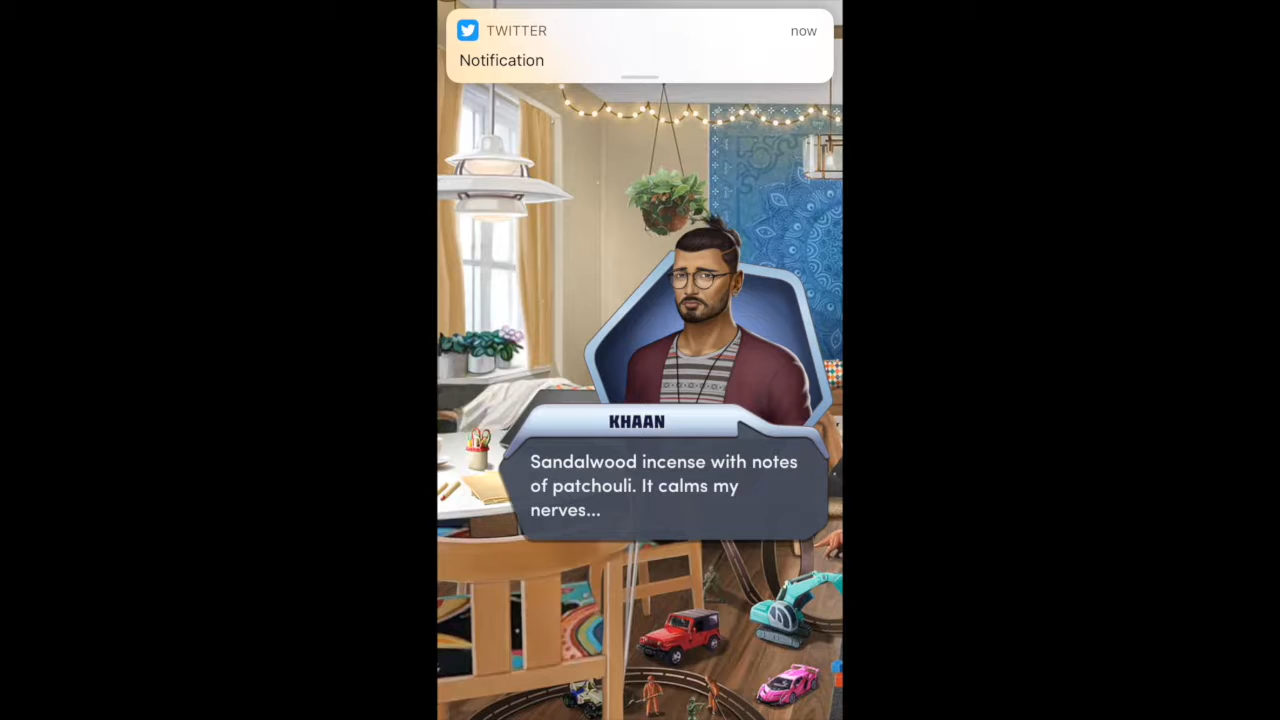 TWITTER
now
Notification
KHAAN
Sandalwood incense with notes
of patchouli. It calms my
nerves...